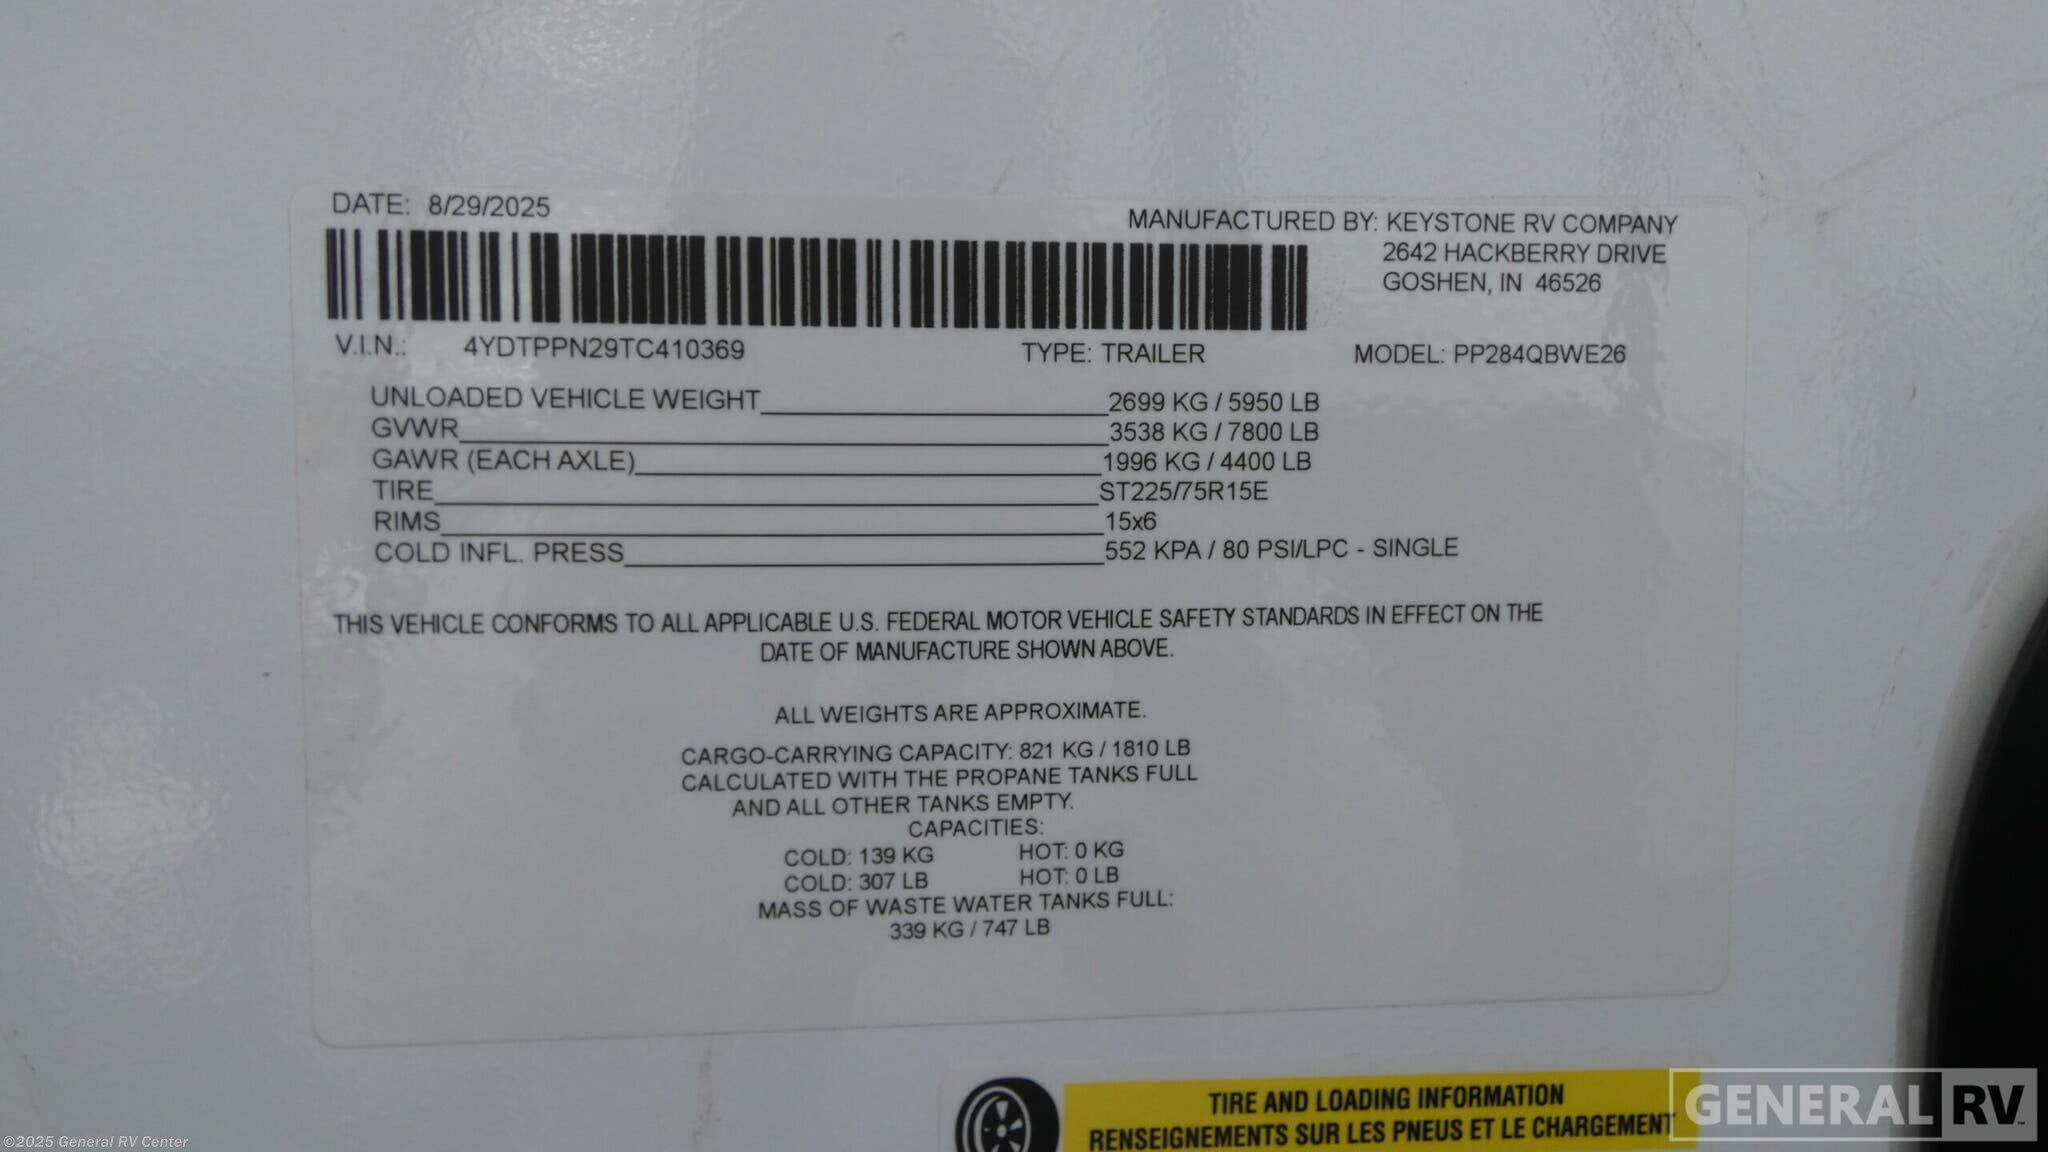 DATE: 8/29/2025
MANUFACTURED BY: KEYSTONE RV COMPANY
2642 HACKBERRY DRIVE
GOSHEN, IN 46526
V.I.N.: 4YDTPPN29TC410369 TYPE: TRAILER MODEL: PP284QBWE26
UNLOADED VEHICLE WEIGHT 2699 KG / 5950 LB
GVWR 3538 KG / 7800 LB
GAWR (EACH AXLE) 1996 KG / 4400 LB
TIRE ST225/75R15E
RIMS 15x6
COLD INFL. PRESS 552 KPA / 80 PSI/LPC - SINGLE
THIS VEHICLE CONFORMS TO ALL APPLICABLE U.S. FEDERAL MOTOR VEHICLE SAFETY STANDARDS IN EFFECT ON THE
DATE OF MANUFACTURE SHOWN ABOVE.
ALL WEIGHTS ARE APPROXIMATE.
CARGO-CARRYING CAPACITY: 821 KG / 1810 LB
CALCULATED WITH THE PROPANE TANKS FULL
AND ALL OTHER TANKS EMPTY.
CAPACITIES:
COLD: 139 KG HOT: 0 KG
COLD: 307 LB HOT: 0 LB
MASS OF WASTE WATER TANKS FULL:
339 KG / 747 LB
TIRE AND LOADING INFORMATION
RENSEIGNEMENTS SUR LES PNEUS ET LE CHARGEMENT
GENERAL RV
©2025 General RV Center